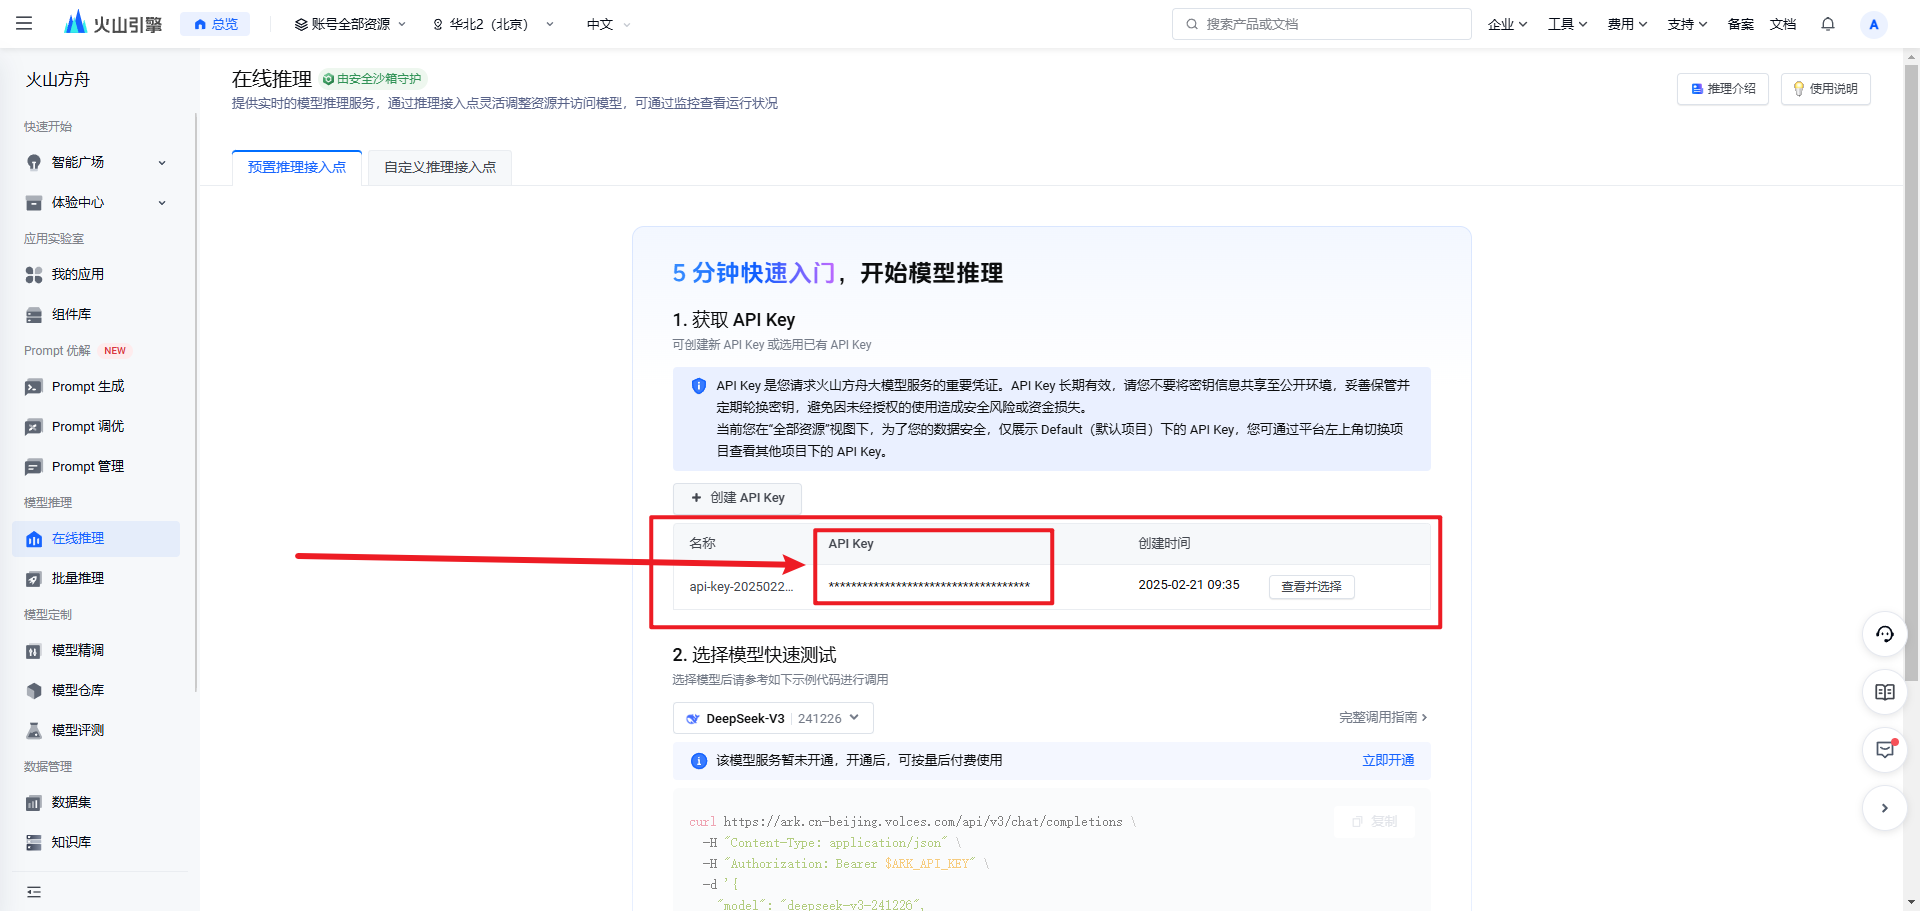 火山引擎
总览
账号全部资源
华北2（北京）
中文
搜索产品或文档
企业
工具
费用
支持
备案
文档
A
火山方舟
快速开始
智能广场
体验中心
应用实验室
我的应用
组件库
Prompt 优解 NEW
Prompt 生成
Prompt 调优
Prompt 管理
模型推理
在线推理
批量推理
模型定制
模型精调
模型仓库
模型评测
数据管理
数据集
知识库
在线推理 由安全沙箱守护
提供实时的模型推理服务，通过推理接入点灵活调整资源并访问模型，可通过监控查看运行状况
推理介绍
使用说明
预置推理接入点
自定义推理接入点
5 分钟快速入门，开始模型推理
1. 获取 API Key
可创建新 API Key 或选用已有 API Key
API Key 是您请求火山方舟大模型服务的重要凭证。API Key 长期有效，请您不要将密钥信息共享至公开环境，妥善保管并
定期轮换密钥，避免因未经授权的使用造成安全风险或资金损失。
当前您在“全部资源”视图下，为了您的数据安全，仅展示 Default（默认项目）下的 API Key，您可通过平台左上角切换项
目查看其他项目下的 API Key。
+ 创建 API Key
名称 API Key 创建时间
api-key-2025022... ************************************ 2025-02-21 09:35 查看并选择
2. 选择模型快速测试
选择模型后请参考如下示例代码进行调用
DeepSeek-V3 | 241226
完整调用指南
该模型服务暂未开通，开通后，可按量后付费使用
立即开通
curl https://ark.cn-beijing.volces.com/api/v3/chat/completions \
复制
-H "Content-Type: application/json" \
-H "Authorization: Bearer $ARK_API_KEY" \
-d '{
"model": "deepseek-v3-241226",